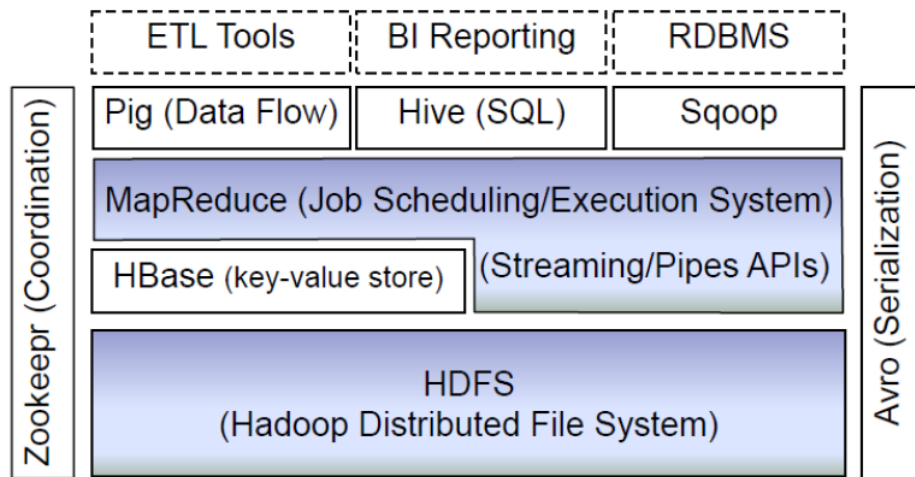 ETL Tools
BI Reporting
RDBMS
Zookeepr (Coordination)
Pig (Data Flow)
Hive (SQL)
Sqoop
Avro (Serialization)
MapReduce (Job Scheduling/Execution System)
(Streaming/Pipes APIs)
HBase (key-value store)
HDFS
(Hadoop Distributed File System)